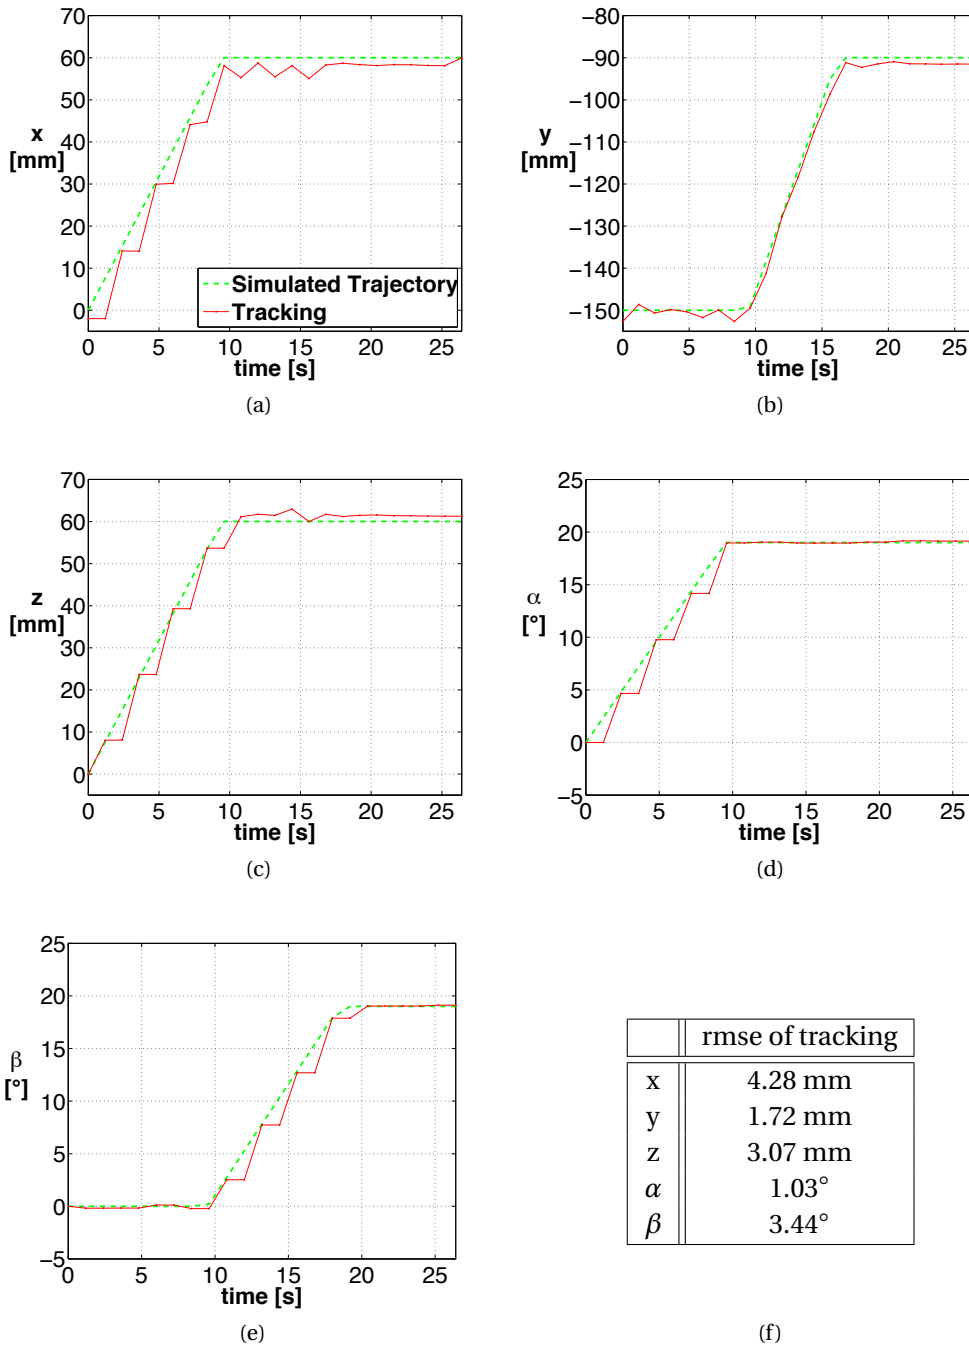 70
60
50
40
30
20
10
0
x
[mm]
Simulated Trajectory
Tracking
0 5 10 15 20 25
time [s]
(a)
−80
−90
−100
−110
−120
−130
−140
−150
y
[mm]
0 5 10 15 20 25
time [s]
(b)
70
60
50
40
30
20
10
0
z
[mm]
0 5 10 15 20 25
time [s]
(c)
25
20
15
10
5
0
−5
α
[°]
0 5 10 15 20 25
time [s]
(d)
25
20
15
10
5
0
−5
β
[°]
0 5 10 15 20 25
time [s]
(e)
rmse of tracking
x 4.28 mm
y 1.72 mm
z 3.07 mm
α 1.03°
β 3.44°
(f)